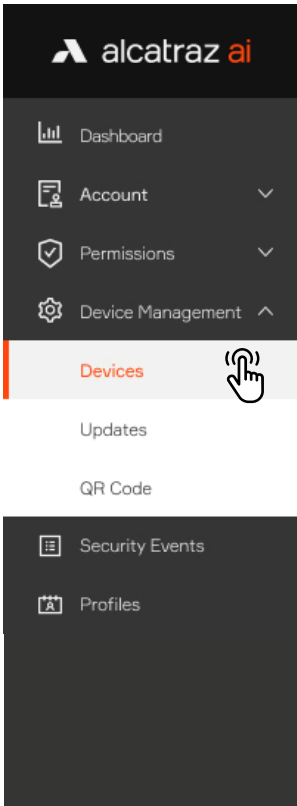 alcatraz ai
Dashboard
Account
Permissions
Device Management
Devices
Updates
QR Code
Security Events
Profiles